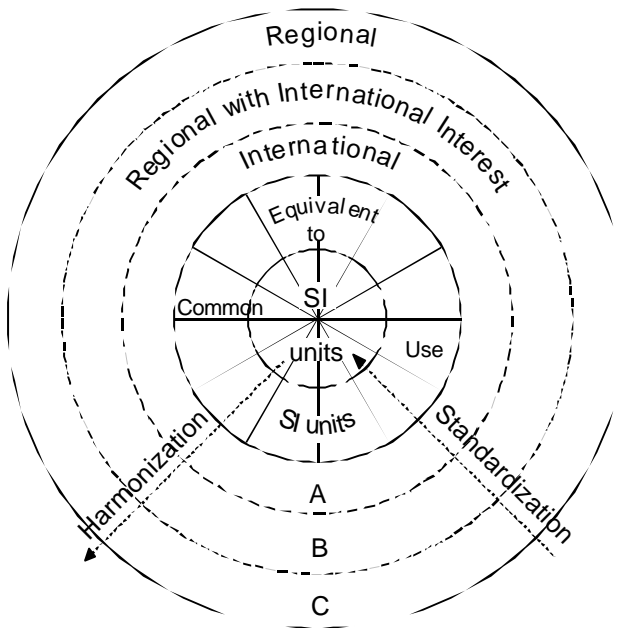 Regional
Regional with International Interest
International
Equivalent
to
SI
Common
units
Use
SI units
Harmonization
Standardization
A
B
C